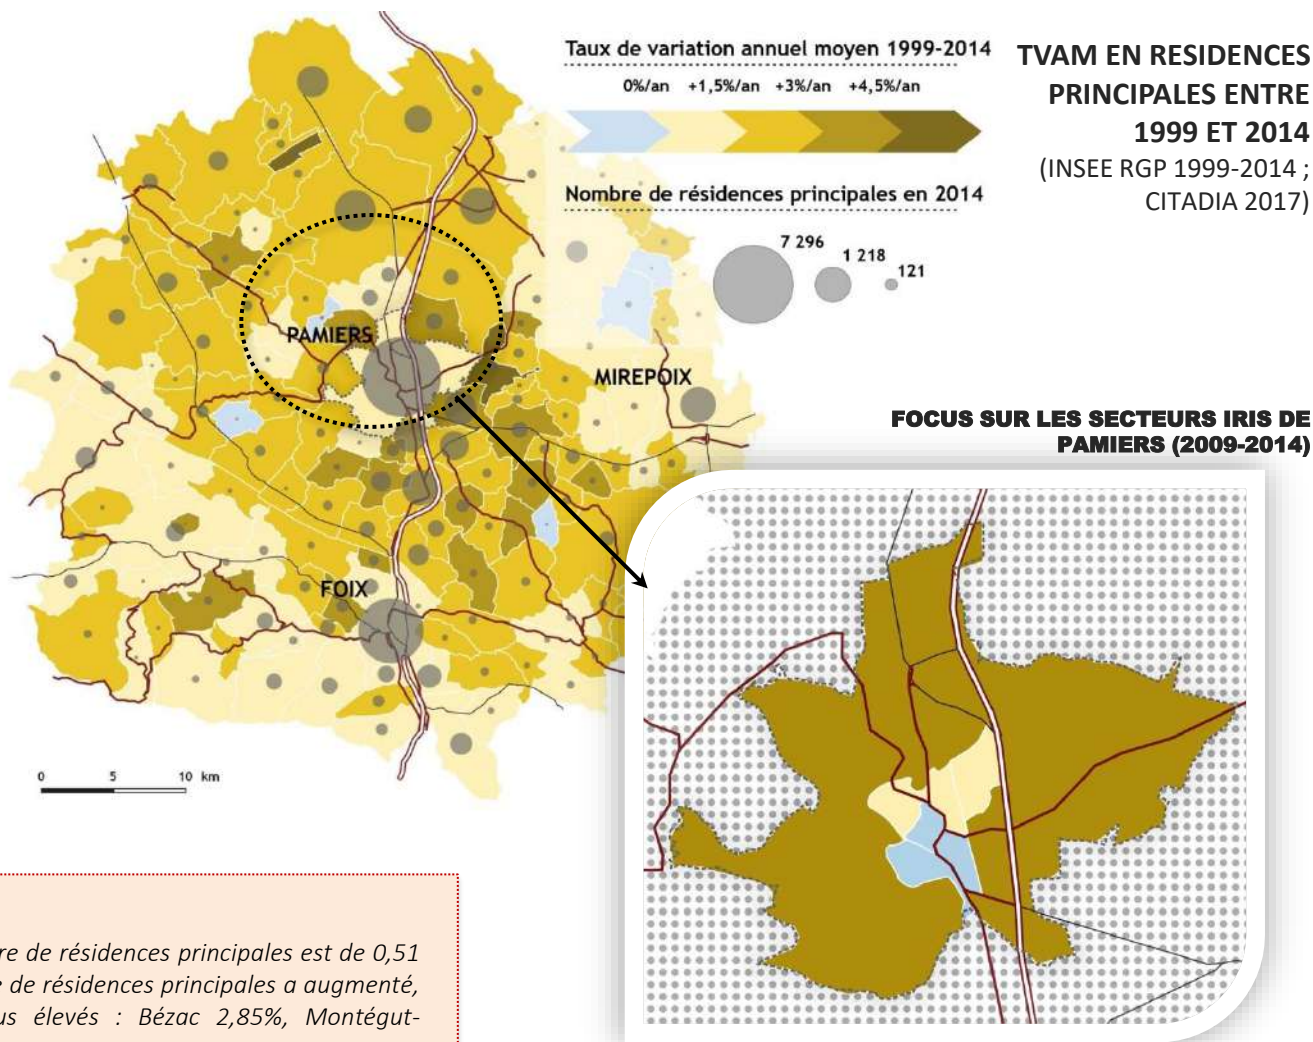 Taux de variation annuel moyen 1999-2014
0%/an +1,5%/an +3%/an +4,5%/an
Nombre de résidences principales en 2014
7 296
1 218
121
TVAM EN RESIDENCES
PRINCIPALES ENTRE
1999 ET 2014
(INSEE RGP 1999-2014 ;
CITADIA 2017)
PAMIERS
MIREPOIX
FOIX
0 5 10 km
FOCUS SUR LES SECTEURS IRIS DE
PAMIERS (2009-2014)
re de résidences principales est de 0,51
de résidences principales a augmenté,
us élevés : Bézac 2,85%, Montégut-